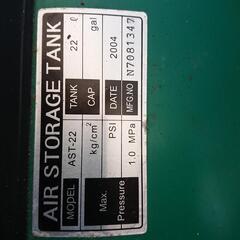 AIR STORAGE TANK
MODEL AST-22 TANK 22 ℓ
kg/cm² CAP gal
Max. PSI DATE 2004
Pressure 1.0 MPa MFG.NO N7081347